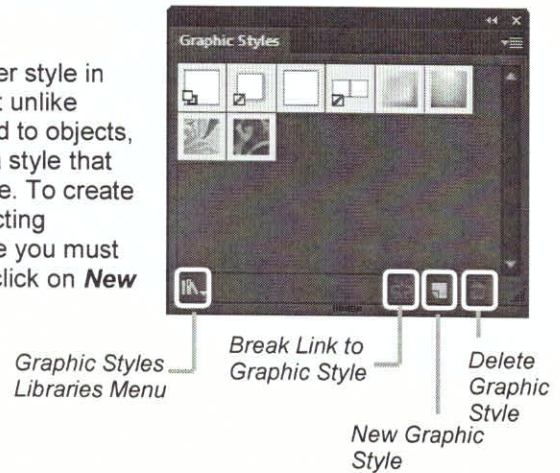 Graphic Styles
er style in
t unlike
d to objects,
n style that
e. To create
cting
e you must
click on New
Graphic Styles
Libraries Menu
Break Link to
Graphic Style
New Graphic
Style
Delete
Graphic
Style